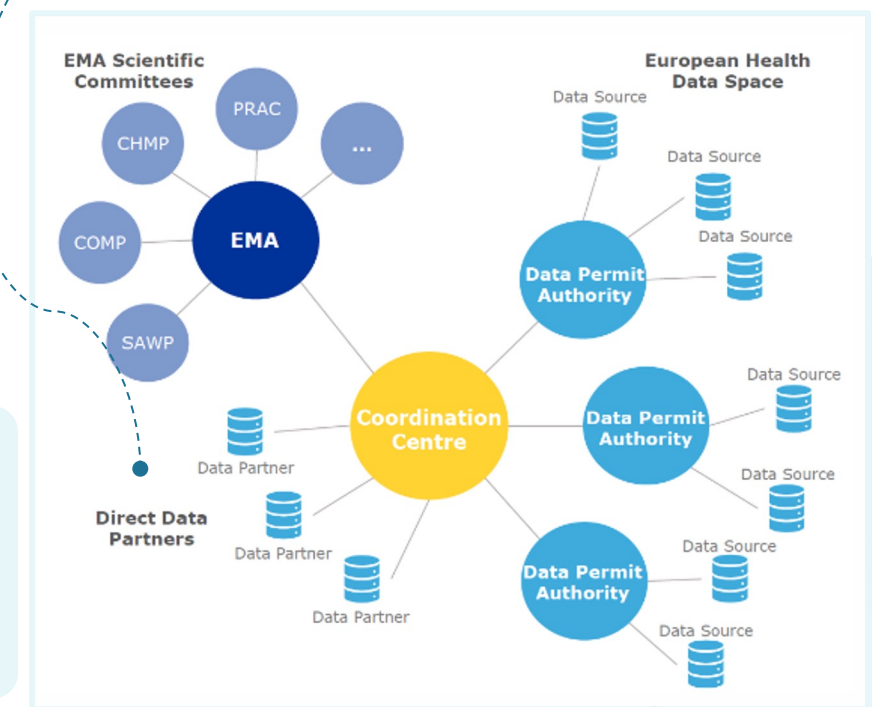 EMA Scientific
Committees
PRAC
CHMP
...
COMP
EMA
SAWP
European Health
Data Space
Data Source
Data Source
Data Source
Data Permit
Authority
Coordination
Centre
Data Permit
Authority
Data Source
Data Source
Data Permit
Authority
Data Source
Data Source
Data Partner
Direct Data
Partners
Data Partner
Data Partner